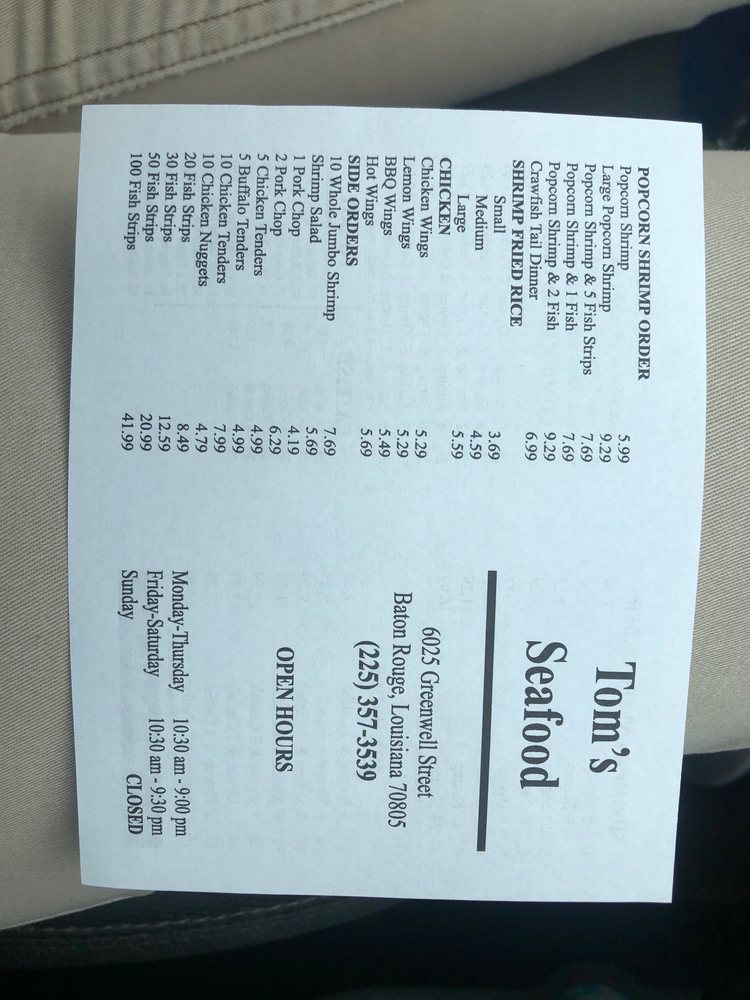 POPCORN SHRIMP ORDER
Popcorn Shrimp 5.99
Large Popcorn Shrimp 9.29
Popcorn Shrimp & 5 Fish Strips 7.69
Popcorn Shrimp & 1 Fish 7.69
Popcorn Shrimp & 2 Fish 9.29
Crawfish Tail Dinner 6.99
SHRIMP FRIED RICE
Small 3.69
Medium 4.59
Large 5.59
CHICKEN
Chicken Wings 5.29
Lemon Wings 5.29
BBQ Wings 5.49
Hot Wings 5.69
SIDE ORDERS
10 Whole Jumbo Shrimp 7.69
Shrimp Salad 5.69
1 Pork Chop 4.19
2 Pork Chop 6.29
5 Chicken Tenders 4.99
5 Buffalo Tenders 4.99
10 Chicken Tenders 7.99
10 Chicken Nuggets 4.79
20 Fish Strips 8.49
30 Fish Strips 12.59
50 Fish Strips 20.99
100 Fish Strips 41.99
Tom's
Seafood
6025 Greenwell Street
Baton Rouge, Louisiana 70805
(225) 357-3539
OPEN HOURS
Monday-Thursday 10:30 am - 9:00 pm
Friday-Saturday 10:30 am - 9:30 pm
Sunday CLOSED